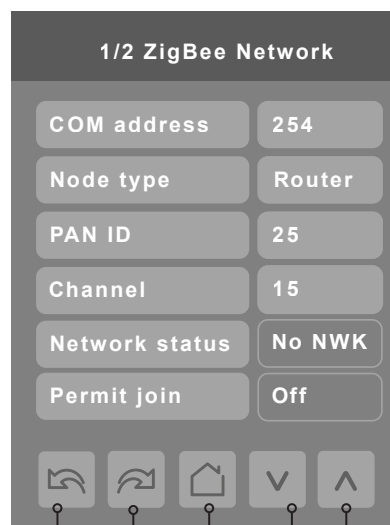 1/2 ZigBee Network
COM address 254
Node type Router
PAN ID 25
Channel 15
Network status No NWK
Permit join Off